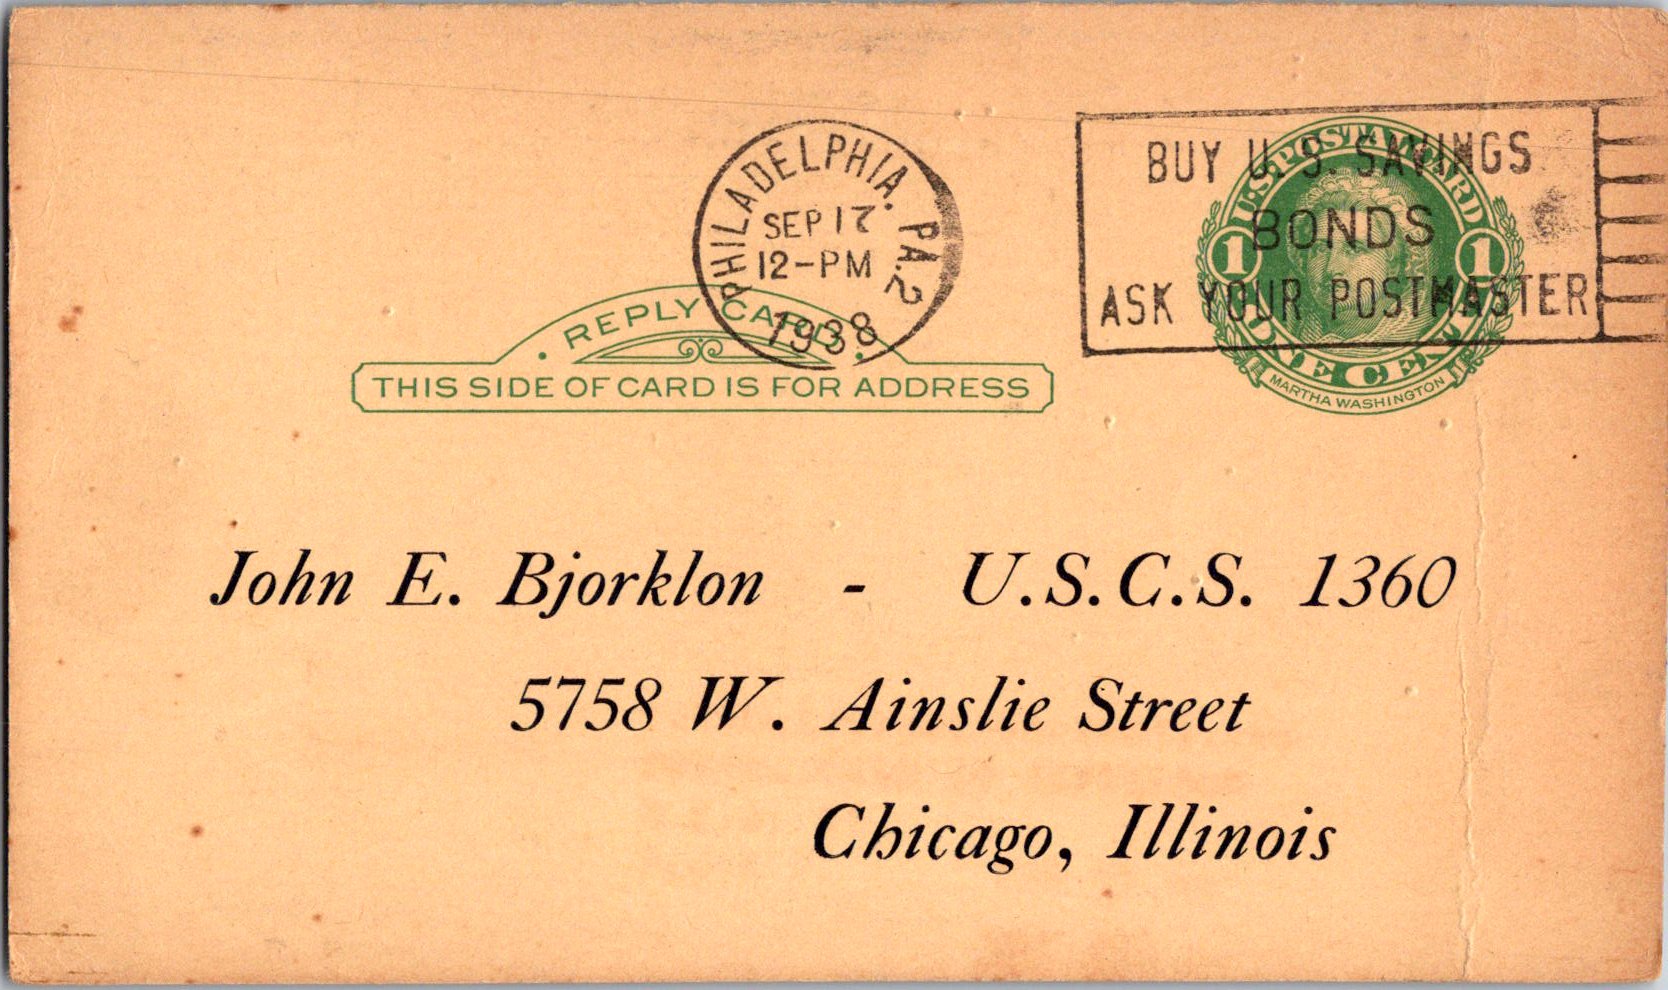 PHILADELPHIA, PA. 2
SEP 17
12-PM
1938
BUY U.S. SAVINGS
BONDS
ASK YOUR POSTMASTER
U.S. POSTAL CARD
1 1
ONE CENT
MARTHA WASHINGTON
REPLY CARD
THIS SIDE OF CARD IS FOR ADDRESS
John E. Bjorklon - U.S.C.S. 1360
5758 W. Ainslie Street
Chicago, Illinois